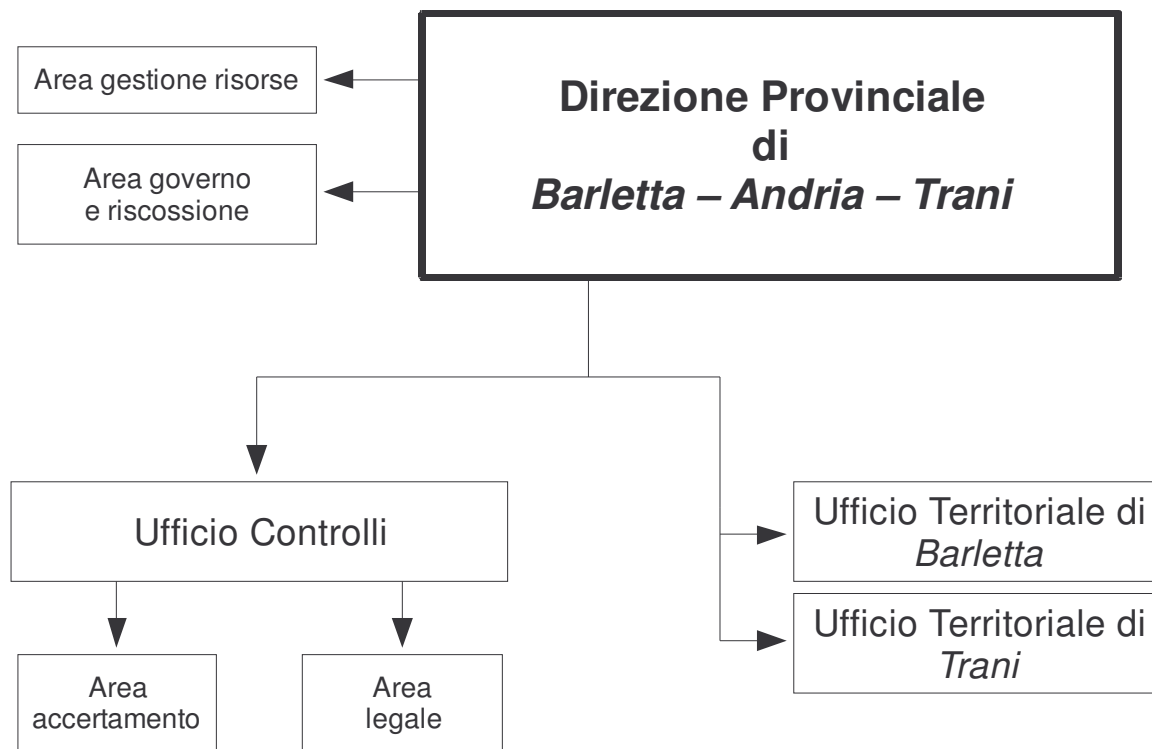 Area gestione risorse
Area governo
e riscossione
Direzione Provinciale
di
Barletta – Andria – Trani
Ufficio Controlli
Area
accertamento
Area
legale
Ufficio Territoriale di
Barletta
Ufficio Territoriale di
Trani